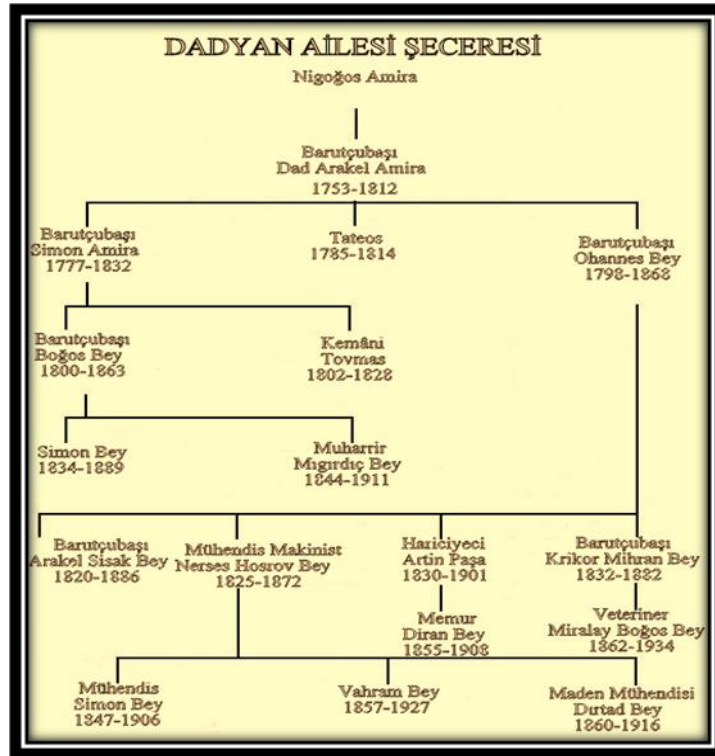 DADYAN AİLESİ ŞECERESİ
Nigoğos Amira
Barutçubaşı
Dad Arakel Amira
1753-1812
Barutçubaşı
Simon Amira
1777-1832
Tateos
1785-1814
Barutçubaşı
Ohannes Bey
1798-1868
Barutçubaşı
Boğos Bey
1800-1863
Kemâni
Tovmas
1802-1828
Simon Bey
1834-1889
Muharrir
Mıgırdıç Bey
1844-1911
Barutçubaşı
Arakel Sisak Bey
1820-1886
Mühendis Makinist
Nerses Hosrov Bey
1825-1872
Hariciyeci
Artin Paşa
1830-1901
Barutçubaşı
Krikor Mihran Bey
1832-1882
Memur
Diran Bey
1855-1908
Veteriner
Miralay Boğos Bey
1862-1934
Mühendis
Simon Bey
1847-1906
Vahram Bey
1857-1927
Maden Mühendisi
Dırtad Bey
1860-1916